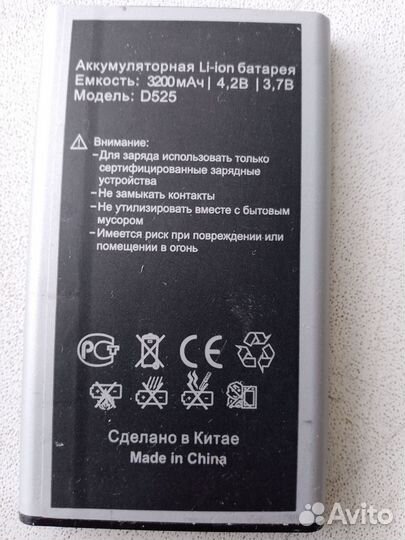 Аккумуляторная Li-ion батарея
Емкость: 3200мАч | 4,2В | 3,7В
Модель: D525
Внимание:
–Для заряда использовать только
сертифицированные зарядные
устройства
–Не замыкать контакты
–Не утилизировать вместе с бытовым
мусором
–Имеется риск при повреждении или
помещении в огонь
РСТ CE
Сделано в Китае
Made in China
Avito